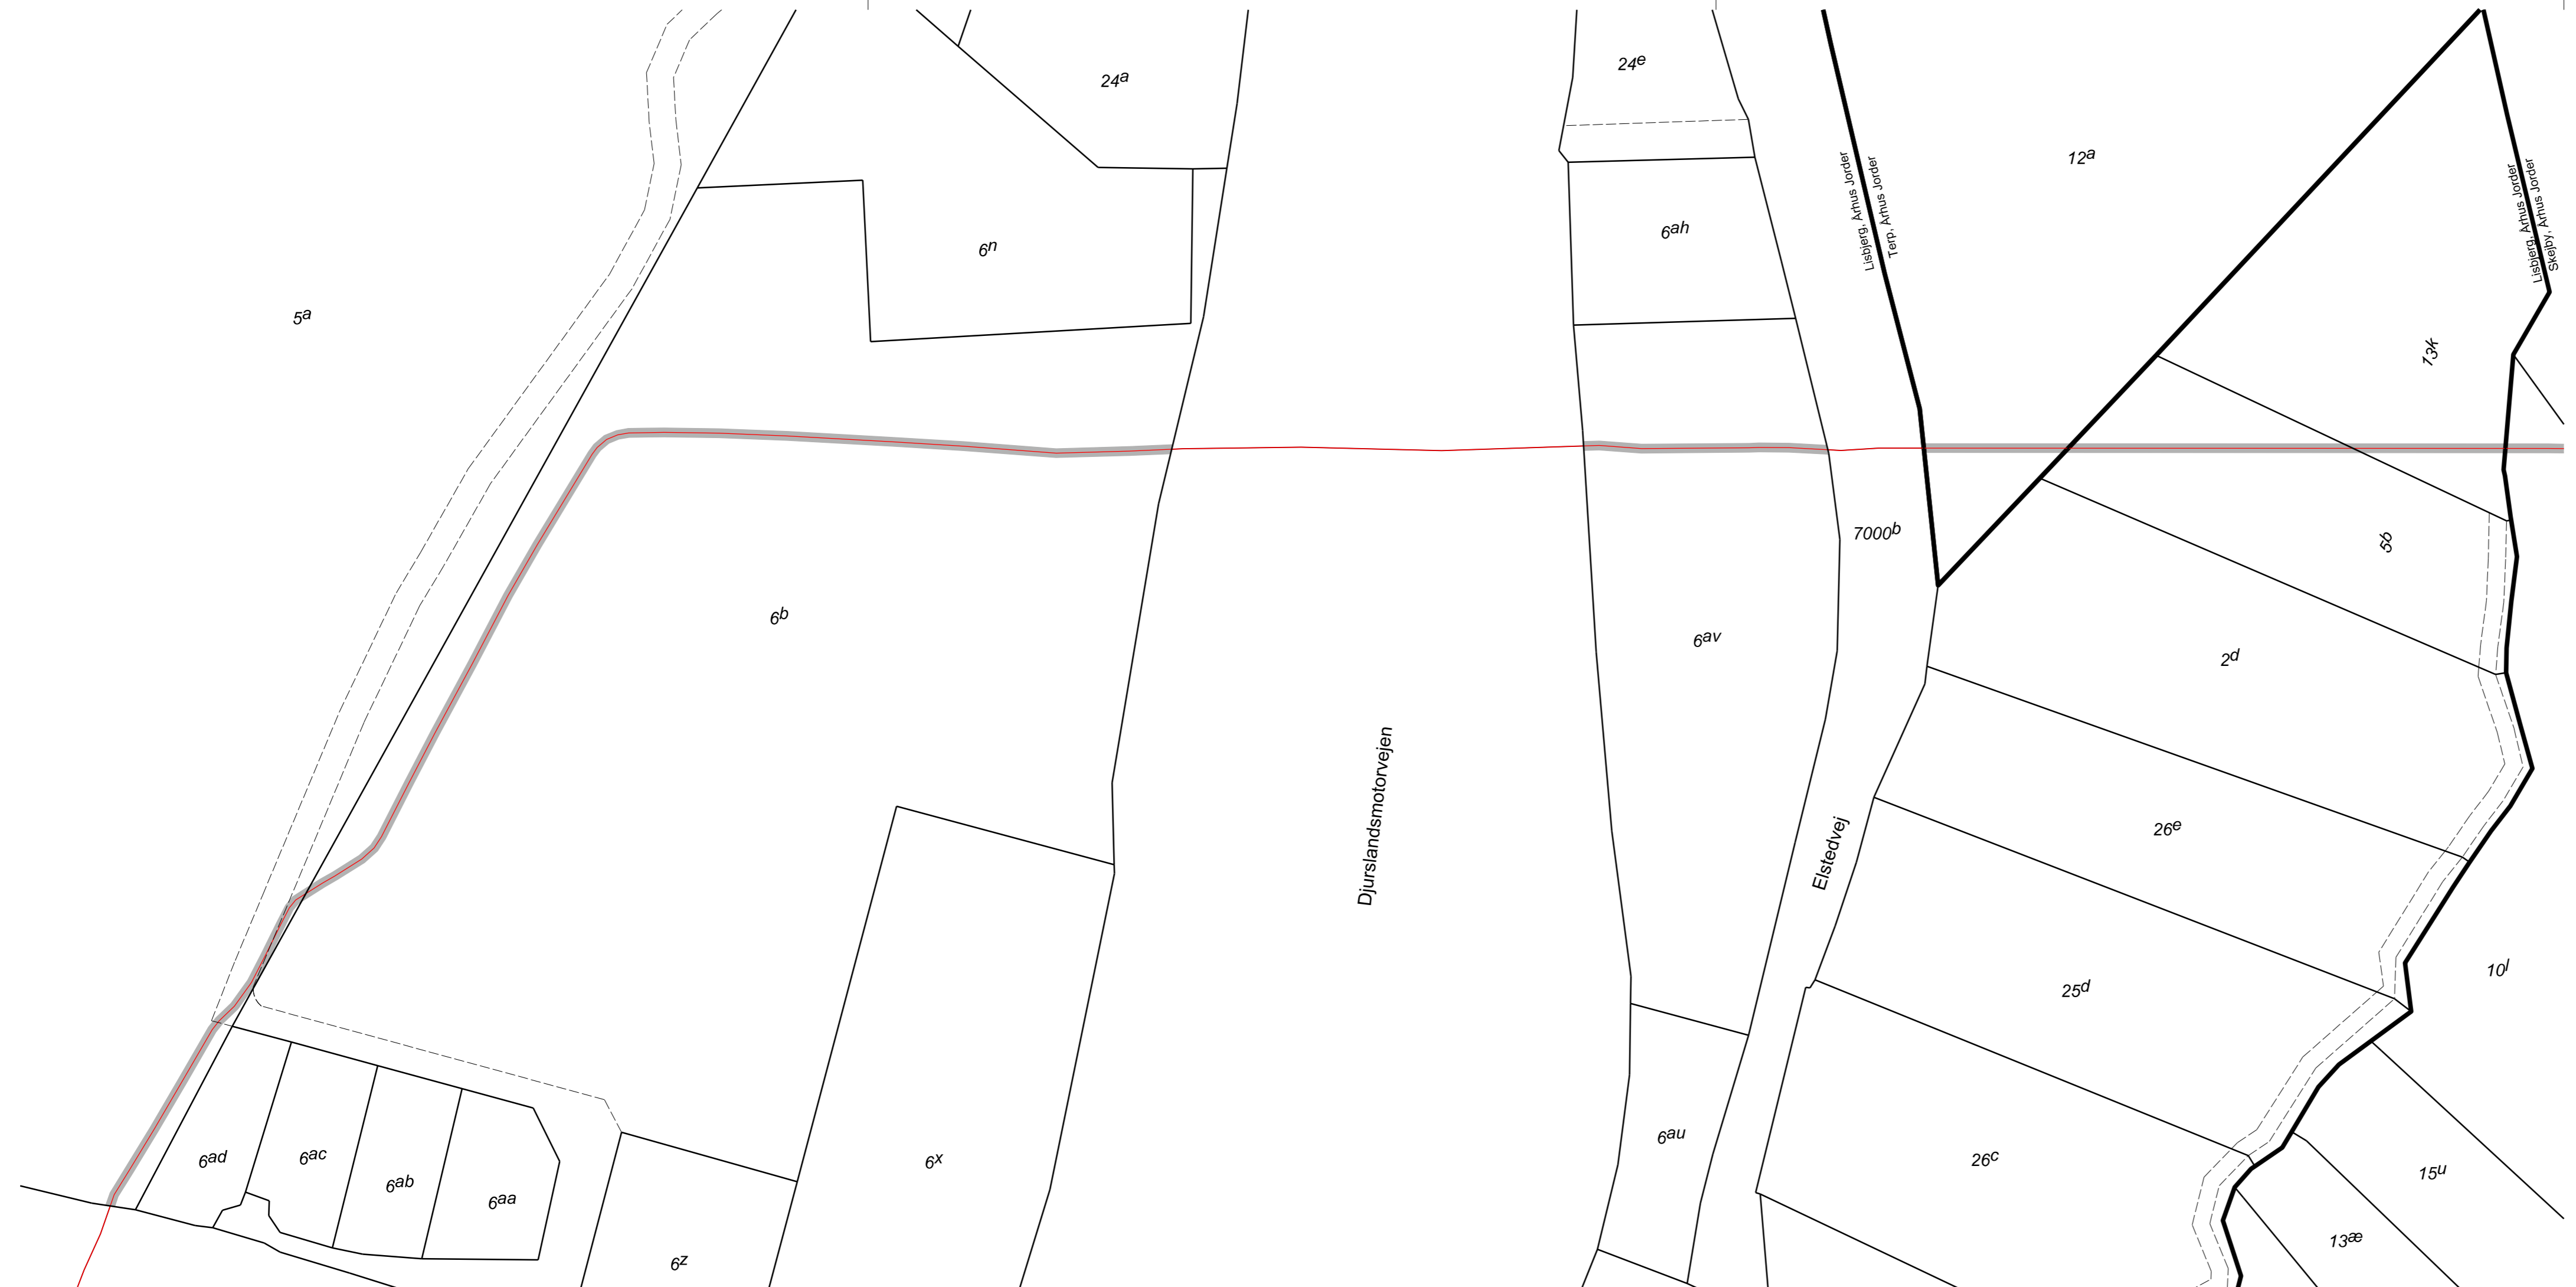 24a
24e
12a
Lisbjerg, Århus Jorder
Terp, Århus Jorder
Lisbjerg, Århus Jorder
Skejby, Århus Jorder
6ah
6n
5a
13k
7000b
5b
6b
6av
2d
Djurslandsmotorvejen
Elstedvej
26e
10l
25d
6au
6ad
6ac
6x
26c
15u
6ab
6aa
13æ
6z